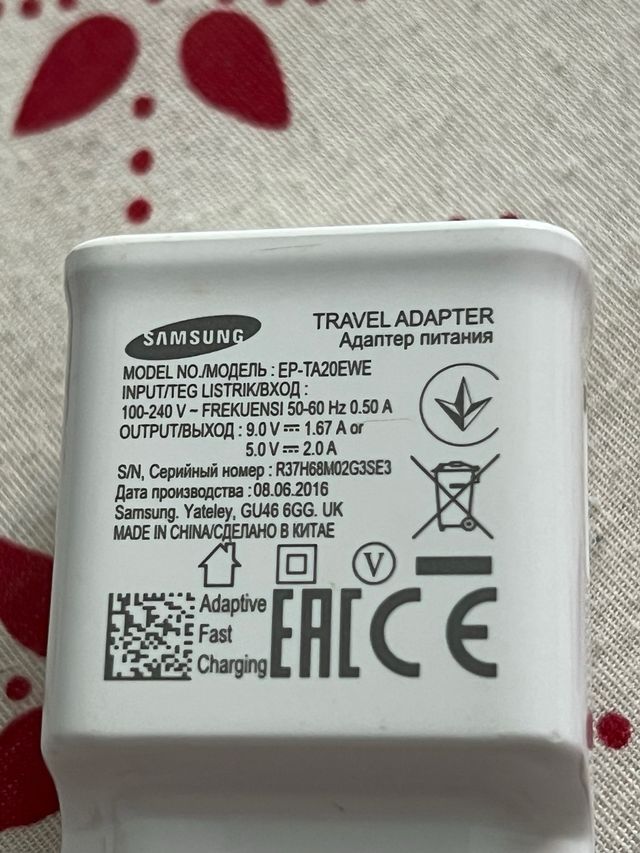 SAMSUNG
TRAVEL ADAPTER
Адаптер питания
MODEL NO./МОДЕЛЬ : EP-TA20EWE
INPUT/TEG LISTRIK/ВХОД :
100-240 V ~ FREKUENSI 50-60 Hz 0.50 A
OUTPUT/ВЫХОД : 9.0 V ⎓ 1.67 A or
5.0 V ⎓ 2.0 A
S/N, Серийный номер : R37H68M02G3SE3
Дата производства : 08.06.2016
Samsung. Yateley, GU46 6GG. UK
MADE IN CHINA/СДЕЛАНО В КИТАЕ
V
Adaptive
Fast
Charging
EAC CE